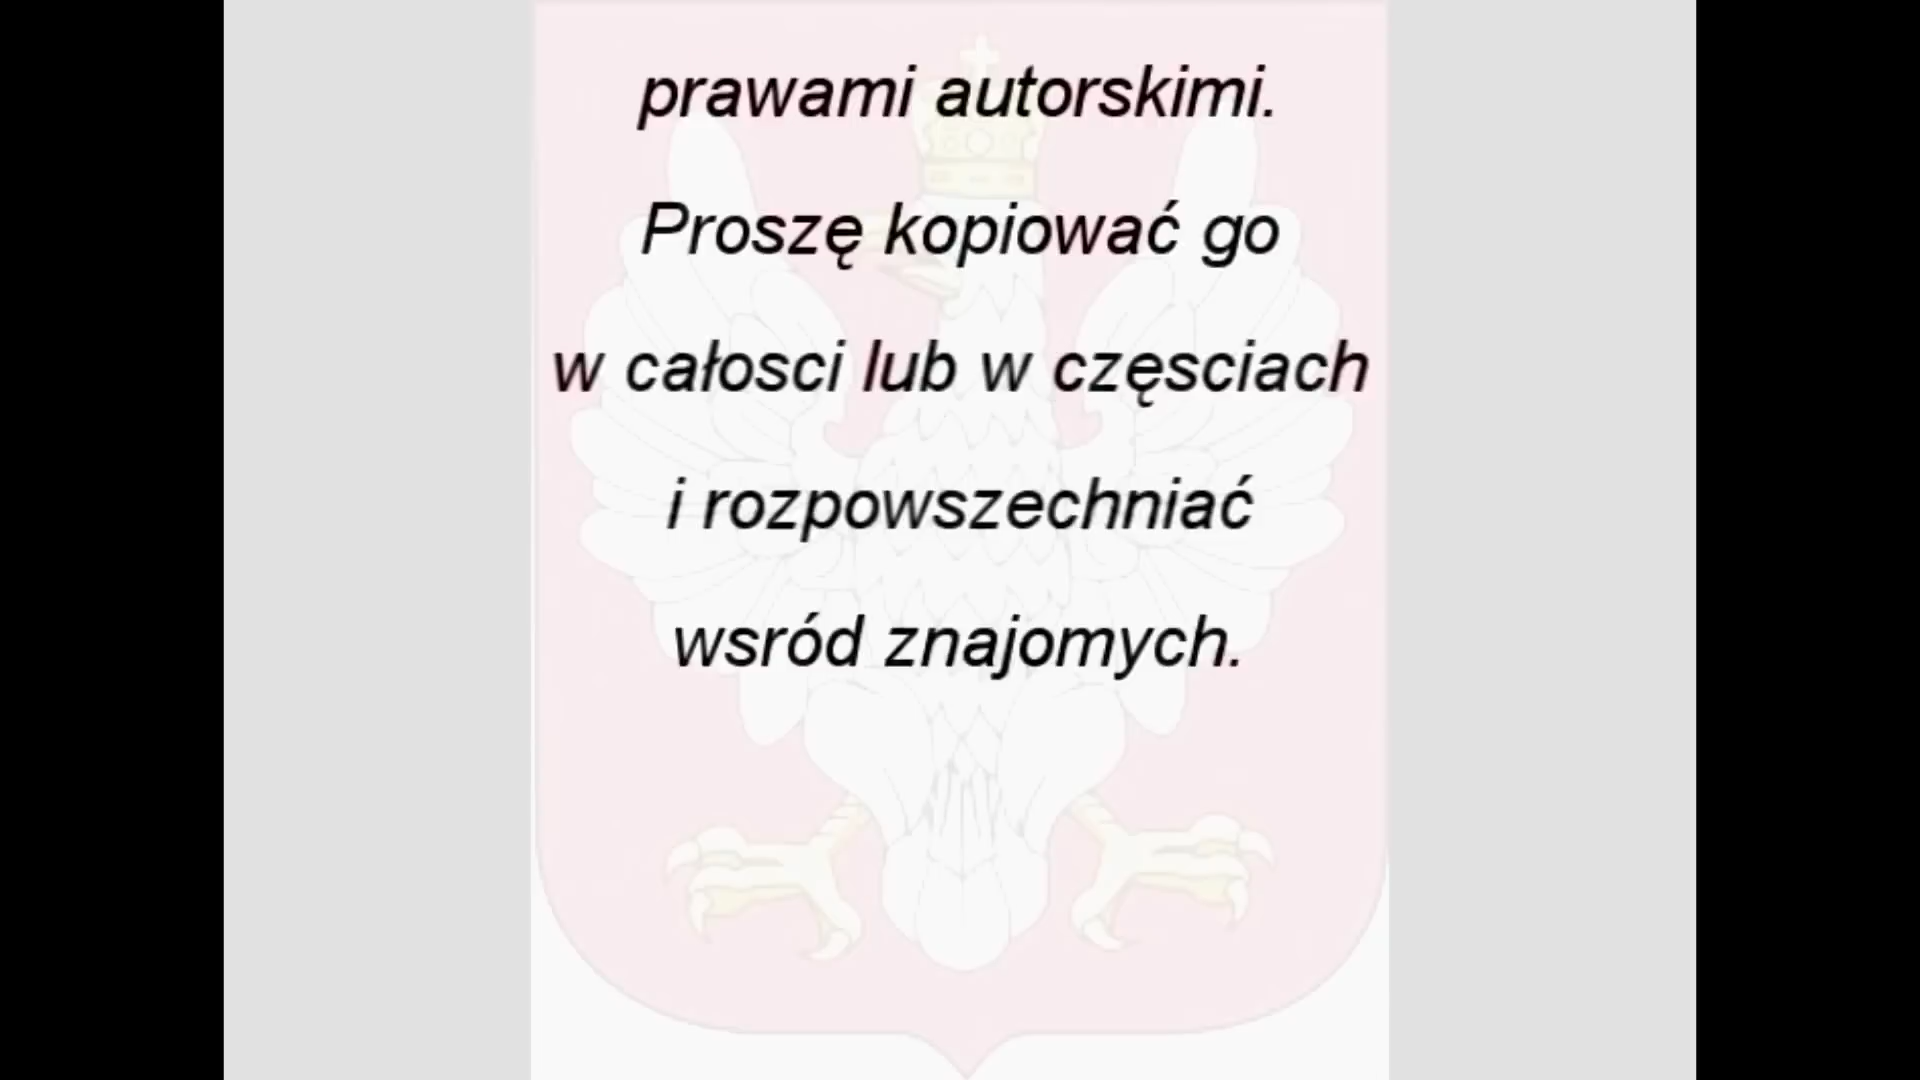 prawami autorskimi.
Proszę kopiować go
w całosci lub w częsciach
i rozpowszechniać
wsród znajomych.